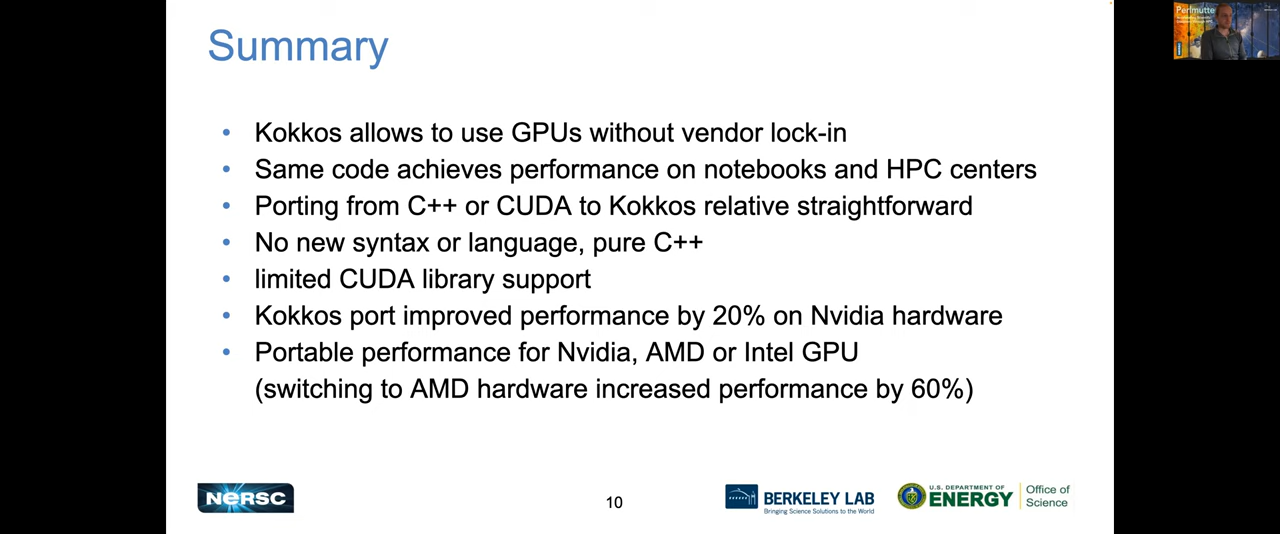 Perlmutte
Summary
• Kokkos allows to use GPUs without vendor lock-in
• Same code achieves performance on notebooks and HPC centers
• Porting from C++ or CUDA to Kokkos relative straightforward
• No new syntax or language, pure C++
• limited CUDA library support
• Kokkos port improved performance by 20% on Nvidia hardware
• Portable performance for Nvidia, AMD or Intel GPU
(switching to AMD hardware increased performance by 60%)
NERSC
10
BERKELEY LAB
Bringing Science Solutions to the World
U.S. DEPARTMENT OF
ENERGY
Office of
Science